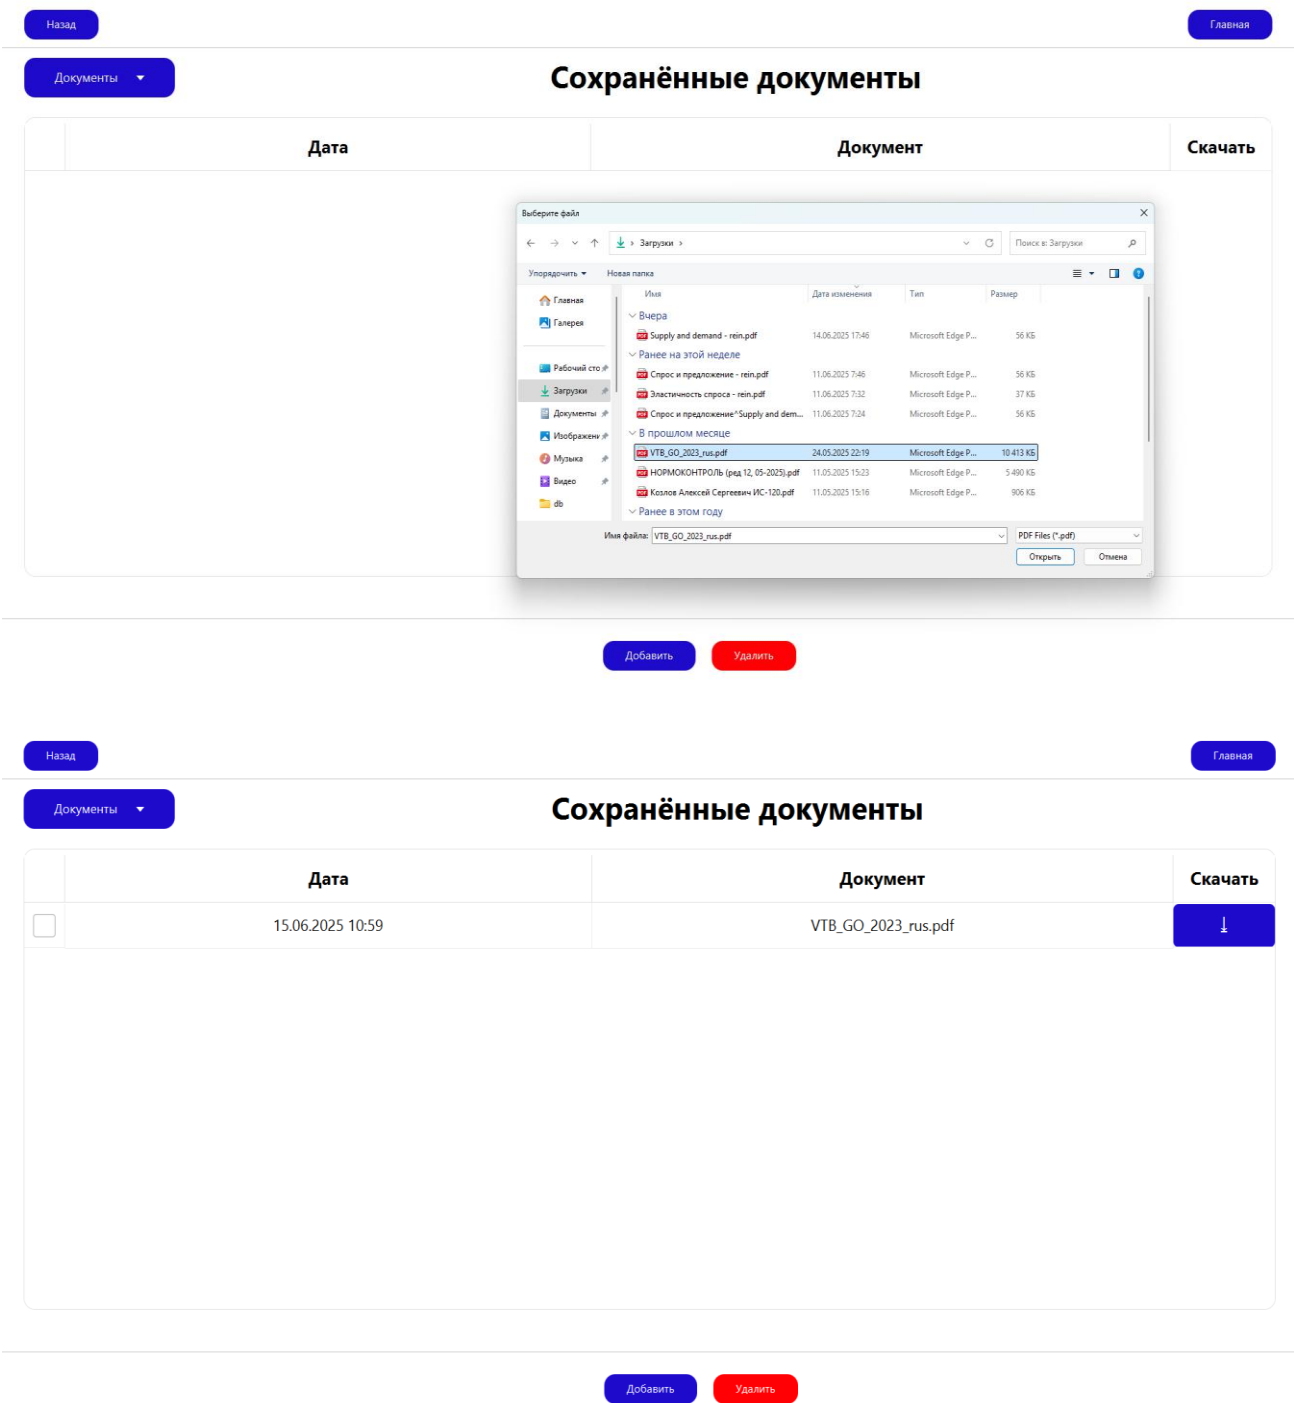 Назад
Главная
Документы
Сохранённые документы
Дата
Документ
Скачать
Выберите файл
Загрузки
Поиск в: Загрузки
Упорядочить
Новая папка
Имя
Дата изменения
Тип
Размер
Главная
Галерея
Рабочий сто
Загрузки
Документы
Изображени
Музыка
Видео
db
Вчера
Supply and demand - rein.pdf 14.06.2025 17:46 Microsoft Edge P... 56 КБ
Ранее на этой неделе
Спрос и предложение - rein.pdf 11.06.2025 7:46 Microsoft Edge P... 56 КБ
Эластичность спроса - rein.pdf 11.06.2025 7:32 Microsoft Edge P... 37 КБ
Спрос и предложение^Supply and dem... 11.06.2025 7:24 Microsoft Edge P... 56 КБ
В прошлом месяце
VTB_GO_2023_rus.pdf 24.05.2025 22:19 Microsoft Edge P... 10 413 КБ
НОРМОКОНТРОЛЬ (ред 12, 05-2025).pdf 11.05.2025 15:23 Microsoft Edge P... 5 490 КБ
Козлов Алексей Сергеевич ИС-120.pdf 11.05.2025 15:16 Microsoft Edge P... 906 КБ
Ранее в этом году
Имя файла: VTB_GO_2023_rus.pdf
PDF Files (*.pdf)
Открыть
Отмена
Добавить
Удалить
Назад
Главная
Документы
Сохранённые документы
Дата
Документ
Скачать
15.06.2025 10:59
VTB_GO_2023_rus.pdf
Добавить
Удалить